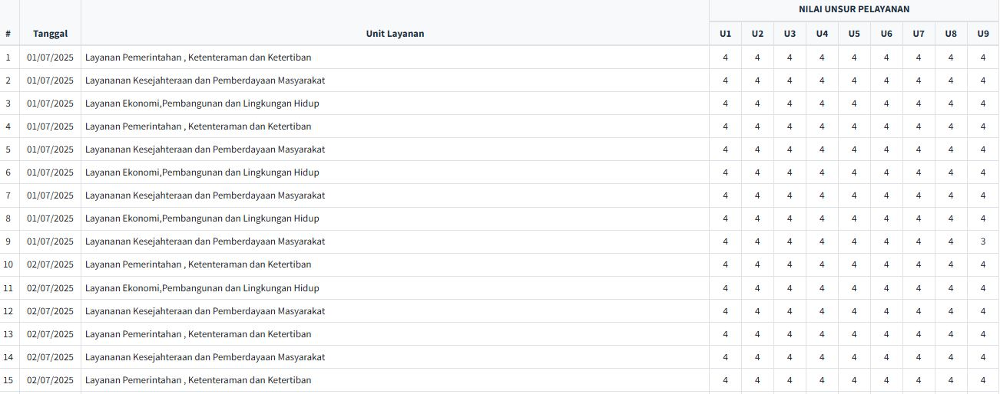 NILAI UNSUR PELAYANAN
# Tanggal Unit Layanan U1 U2 U3 U4 U5 U6 U7 U8 U9
1 01/07/2025 Layanan Pemerintahan , Ketenteraman dan Ketertiban 4 4 4 4 4 4 4 4 4
2 01/07/2025 Layananan Kesejahteraan dan Pemberdayaan Masyarakat 4 4 4 4 4 4 4 4 4
3 01/07/2025 Layanan Ekonomi,Pembangunan dan Lingkungan Hidup 4 4 4 4 4 4 4 4 4
4 01/07/2025 Layanan Pemerintahan , Ketenteraman dan Ketertiban 4 4 4 4 4 4 4 4 4
5 01/07/2025 Layananan Kesejahteraan dan Pemberdayaan Masyarakat 4 4 4 4 4 4 4 4 4
6 01/07/2025 Layanan Ekonomi,Pembangunan dan Lingkungan Hidup 4 4 4 4 4 4 4 4 4
7 01/07/2025 Layananan Kesejahteraan dan Pemberdayaan Masyarakat 4 4 4 4 4 4 4 4 4
8 01/07/2025 Layanan Ekonomi,Pembangunan dan Lingkungan Hidup 4 4 4 4 4 4 4 4 4
9 01/07/2025 Layananan Kesejahteraan dan Pemberdayaan Masyarakat 4 4 4 4 4 4 4 4 3
10 02/07/2025 Layanan Pemerintahan , Ketenteraman dan Ketertiban 4 4 4 4 4 4 4 4 4
11 02/07/2025 Layanan Ekonomi,Pembangunan dan Lingkungan Hidup 4 4 4 4 4 4 4 4 4
12 02/07/2025 Layananan Kesejahteraan dan Pemberdayaan Masyarakat 4 4 4 4 4 4 4 4 4
13 02/07/2025 Layanan Pemerintahan , Ketenteraman dan Ketertiban 4 4 4 4 4 4 4 4 4
14 02/07/2025 Layananan Kesejahteraan dan Pemberdayaan Masyarakat 4 4 4 4 4 4 4 4 4
15 02/07/2025 Layanan Pemerintahan , Ketenteraman dan Ketertiban 4 4 4 4 4 4 4 4 4